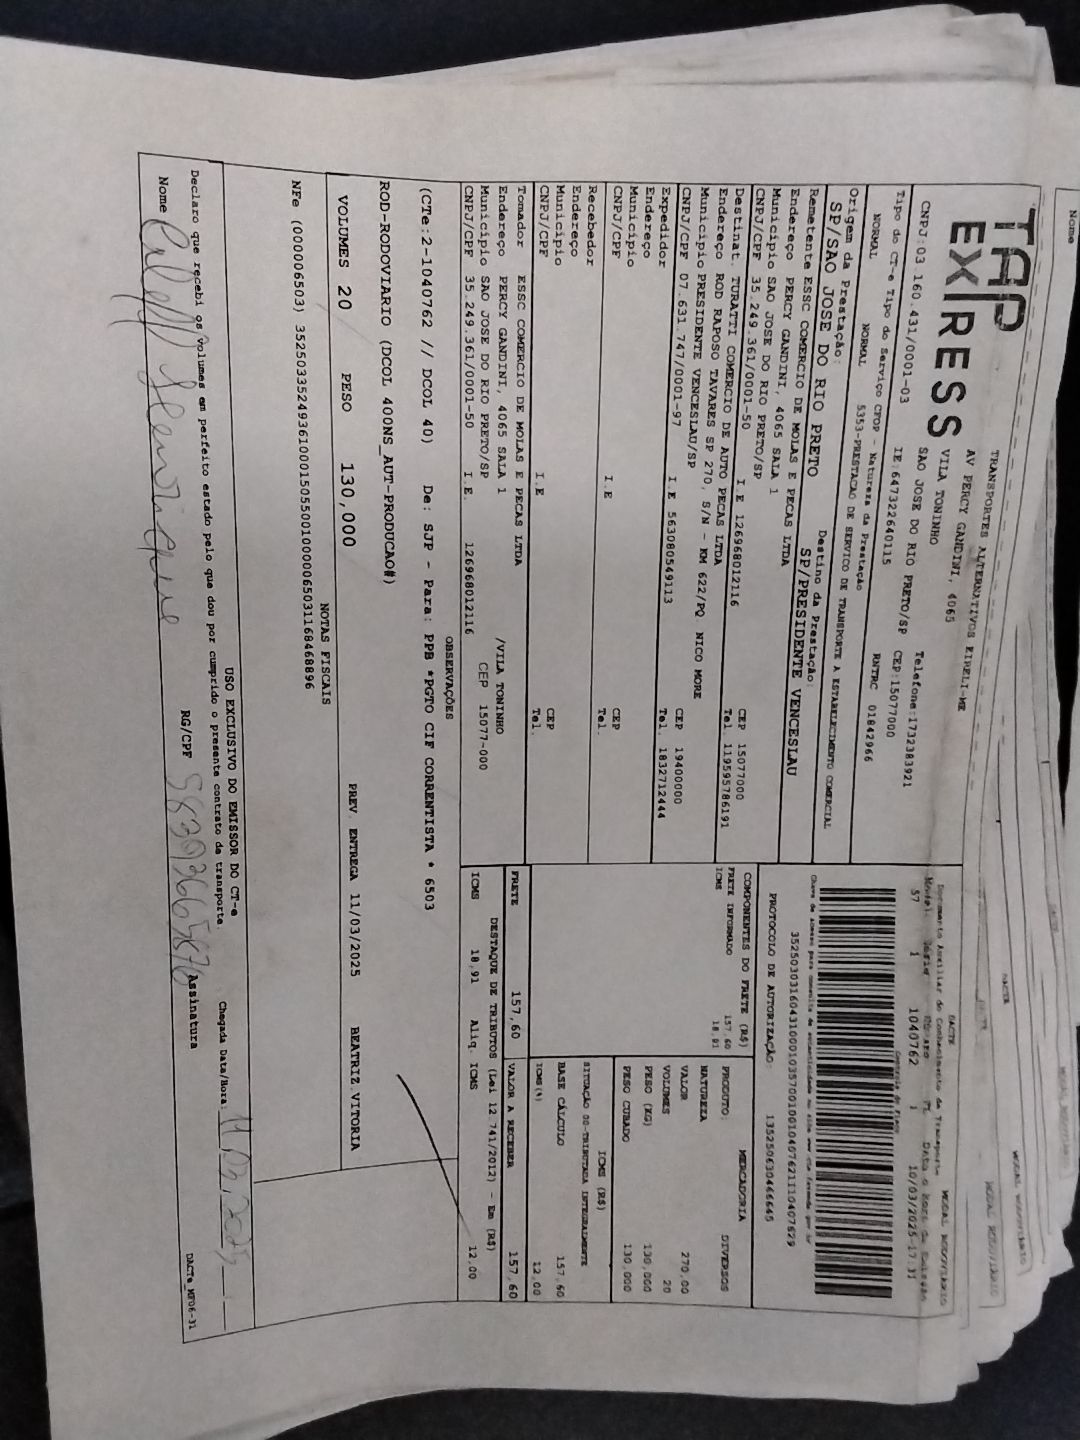 TAP
EXPRESS
TRANSPORTES ALTERNATIVOS EIRELI-ME
AV PERCY GANDINI, 4065
VILA TONINHO
SAO JOSE DO RIO PRETO/SP CEP:15077000
CNPJ:03.160.431/0001-03 IE:647322640115 Telefone:1732383921
Tipo do CT-e Tipo do Serviço CFOP - Natureza da Prestação RNTRC 01842966
NORMAL NORMAL 5353-PRESTACAO DE SERVICO DE TRANSPORTE A ESTABELECIMENTO COMERCIAL
Origem da Prestação: Destino da Prestação:
SP/SAO JOSE DO RIO PRETO SP/PRESIDENTE VENCESLAU
Remetente ESSC COMERCIO DE MOLAS E PECAS LTDA
Endereço PERCY GANDINI, 4065 SALA 1
Município SAO JOSE DO RIO PRETO/SP CEP 15077000
CNPJ/CPF 35.249.361/0001-50 I.E 126968012116 Tel. 119595786191
Destinat. TURATTI COMERCIO DE AUTO PECAS LTDA
Endereço ROD RAPOSO TAVARES SP 270, S/N - KM 622/PQ NICO MORE
Município PRESIDENTE VENCESLAU/SP CEP 19400000
CNPJ/CPF 07.631.747/0001-97 I.E 563080549113 Tel. 1832712444
Expedidor
Endereço
Município CEP
CNPJ/CPF I.E Tel.
Recebedor
Endereço
Município CEP
CNPJ/CPF I.E Tel.
Tomador ESSC COMERCIO DE MOLAS E PECAS LTDA
Endereço PERCY GANDINI, 4065 SALA 1 /VILA TONINHO
Município SAO JOSE DO RIO PRETO/SP CEP 15077-000
CNPJ/CPF 35.249.361/0001-50 I.E. 126968012116
DACTE
Documento Auxiliar do Conhecimento de Transporte MODAL RODOVIARIO
57 1 1040762 1 10/03/2025-17:31
35250303160431000103570010010407621110407629
PROTOCOLO DE AUTORIZAÇÃO: 135250630466645
COMPONENTES DO FRETE (R$)
FRETE INFORMADO 157,60
ICMS 18,91
PRODUTO: MERCADORIA
NATUREZA DIVERSOS
VALOR 270,00
VOLUMES 20
PESO (KG) 130,000
PESO CUBADO 130,000
ICMS (R$)
SITUAÇÃO 00-TRIBUTADA INTEGRALMENTE
BASE CÁLCULO 157,60
ICMS(%) 12,00
FRETE 157,60 VALOR A RECEBER 157,60
DESTAQUE DE TRIBUTOS (Lei 12.741/2012) - Em (R$)
ICMS 18,91 Aliq. ICMS 12,00
OBSERVAÇÕES
(CTe:2-1040762 // DCOL 40) De: SJP - Para: PPB *PGTO CIF CORRENTISTA * 6503
ROD-RODOVIARIO (DCOL 400NS_AUT-PRODUCAO#)
VOLUMES 20 PESO 130,000 PREV. ENTREGA 11/03/2025 BEATRIZ.VITORIA
NOTAS FISCAIS
NFe (000006503) 35250335249361000150550010000065031168468896
USO EXCLUSIVO DO EMISSOR DO CT-e
Declaro que recebi os volumes em perfeito estado pelo que dou por cumprido o presente contrato de transporte. Chegada Data/Hora:
Nome RG/CPF Assinatura
DACTe_MF06-31
Nome